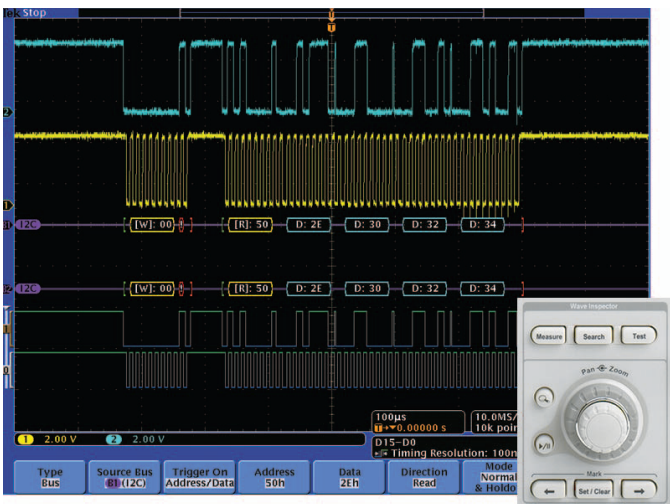 Tek Stop
T
T
2
1
B1 I2C [W]: 00 ! [R]: 50 D: 2E D: 30 D: 32 D: 34
B2 I2C [W]: 00 ! [R]: 50 D: 2E D: 30 D: 32 D: 34
1
0
1 2.00 V 2 2.00 V
100µs
T→▼0.00000 s
10.0MS/
10k poin
D15-D0
Timing Resolution: 100n
Type
Bus
Source Bus
B1 (I2C)
Trigger On
Address/Data
Address
50h
Data
2Eh
Direction
Read
Mode
Normal
& Holdo
Wave Inspector
Measure Search Test
Pan Zoom
Mark
← Set / Clear →